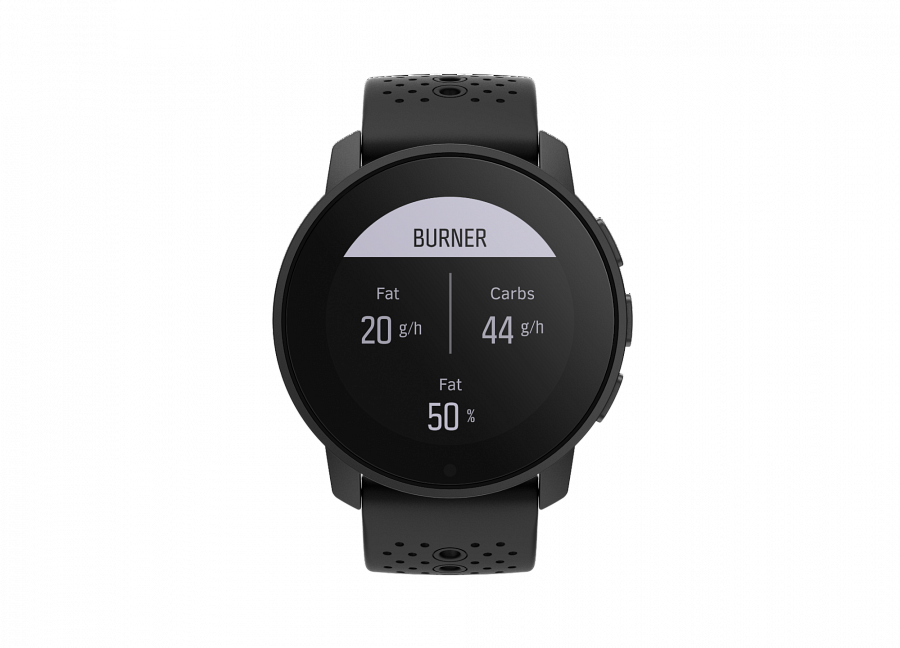 BURNER
Fat Carbs
20 g/h 44 g/h
Fat
50 %